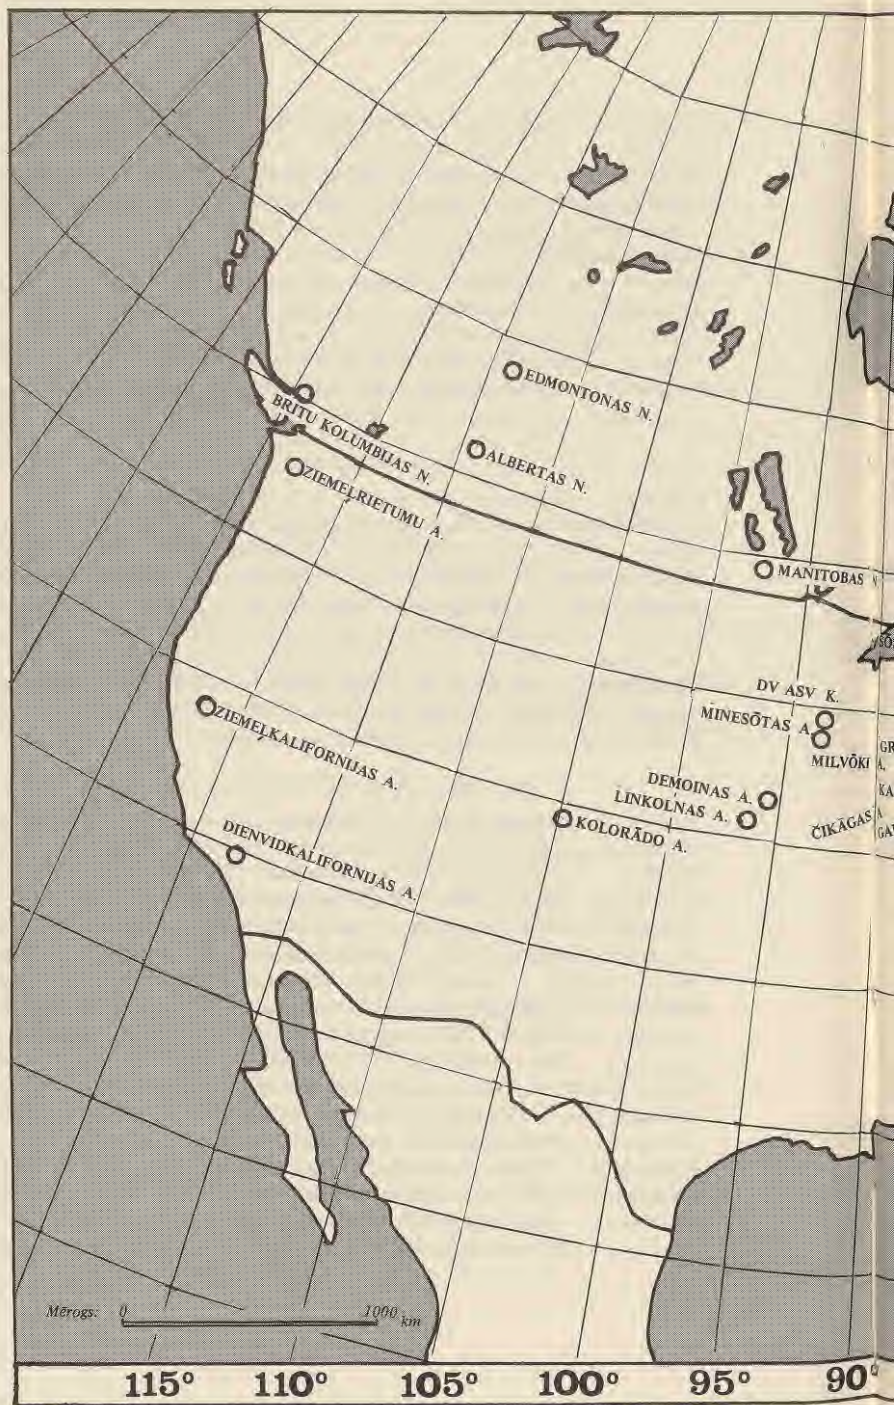 EDMONTONAS N.
BRITU KOLUMBIJAS N.
ALBERTAS N.
ZIEMEĻRIETUMU A.
MANITOBAS
DV ASV K.
ZIEMEĻKALIFORNIJAS A.
MINESŌTAS A.
MILVŌKI A.
DEMOINAS A.
LINKOLNAS A.
KOLORĀDO A.
ČIKĀGAS A
DIENVIDKALIFORNIJAS A.
Mērogs: 0 1000 km
115° 110° 105° 100° 95° 90°